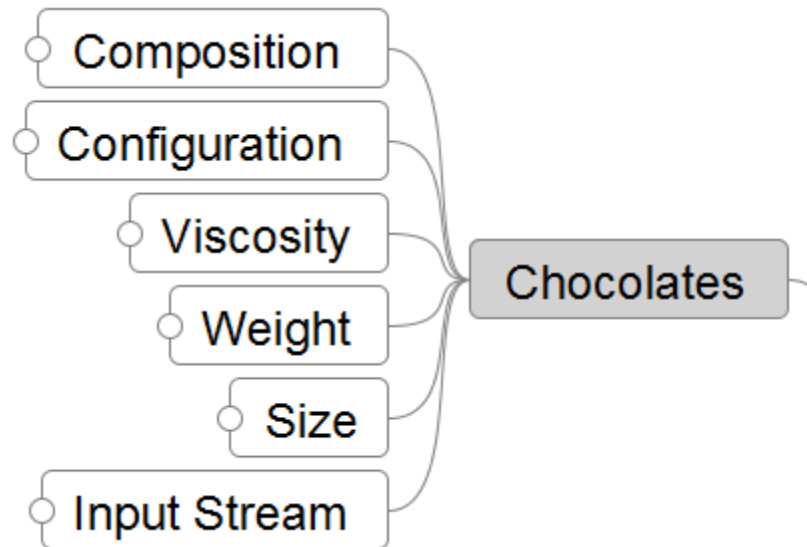 Composition
Configuration
Viscosity
Weight
Size
Input Stream
Chocolates